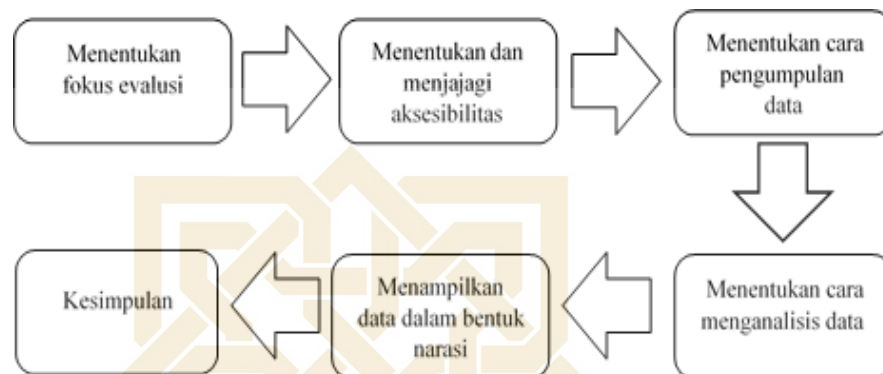 Menentukan
fokus evalusi
Menentukan dan
menjajagi
aksesibilitas
Menentukan cara
pengumpulan
data
Menentukan cara
menganalisis data
Menampilkan
data dalam bentuk
narasi
Kesimpulan